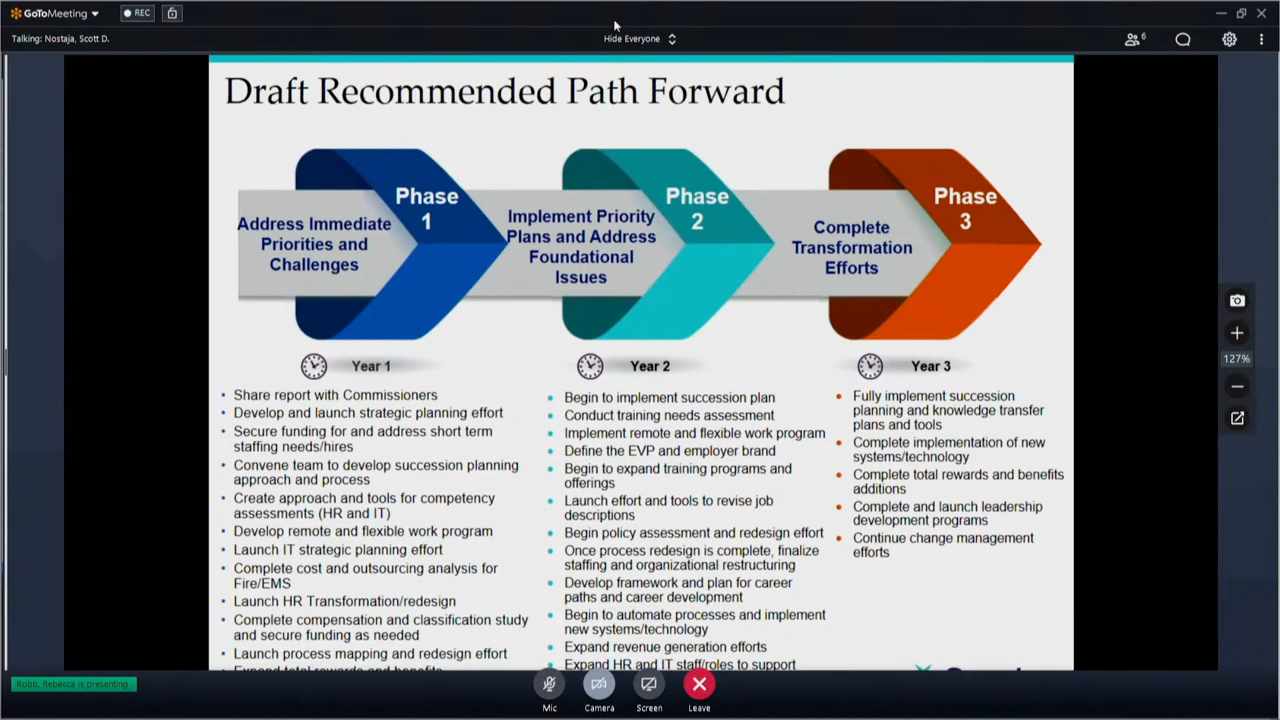 GoToMeeting
REC
Talking: Nostaja, Scott D.
Hide Everyone
6
Draft Recommended Path Forward
Phase
1
Address Immediate
Priorities and
Challenges
Phase
2
Implement Priority
Plans and Address
Foundational
Issues
Phase
3
Complete
Transformation
Efforts
Year 1
• Share report with Commissioners
• Develop and launch strategic planning effort
• Secure funding for and address short term
staffing needs/hires
• Convene team to develop succession planning
approach and process
• Create approach and tools for competency
assessments (HR and IT)
• Develop remote and flexible work program
• Launch IT strategic planning effort
• Complete cost and outsourcing analysis for
Fire/EMS
• Launch HR Transformation/redesign
• Complete compensation and classification study
and secure funding as needed
• Launch process mapping and redesign effort
Expand total rewards and benefits
Year 2
• Begin to implement succession plan
• Conduct training needs assessment
• Implement remote and flexible work program
• Define the EVP and employer brand
• Begin to expand training programs and
offerings
• Launch effort and tools to revise job
descriptions
• Begin policy assessment and redesign effort
• Once process redesign is complete, finalize
staffing and organizational restructuring
• Develop framework and plan for career
paths and career development
• Begin to automate processes and implement
new systems/technology
• Expand revenue generation efforts
• Expand HR and IT staff/roles to support
Year 3
• Fully implement succession
planning and knowledge transfer
plans and tools
• Complete implementation of new
systems/technology
• Complete total rewards and benefits
additions
• Complete and launch leadership
development programs
• Continue change management
efforts
127%
Robb, Rebecca is presenting.
Mic
Camera
Screen
Leave